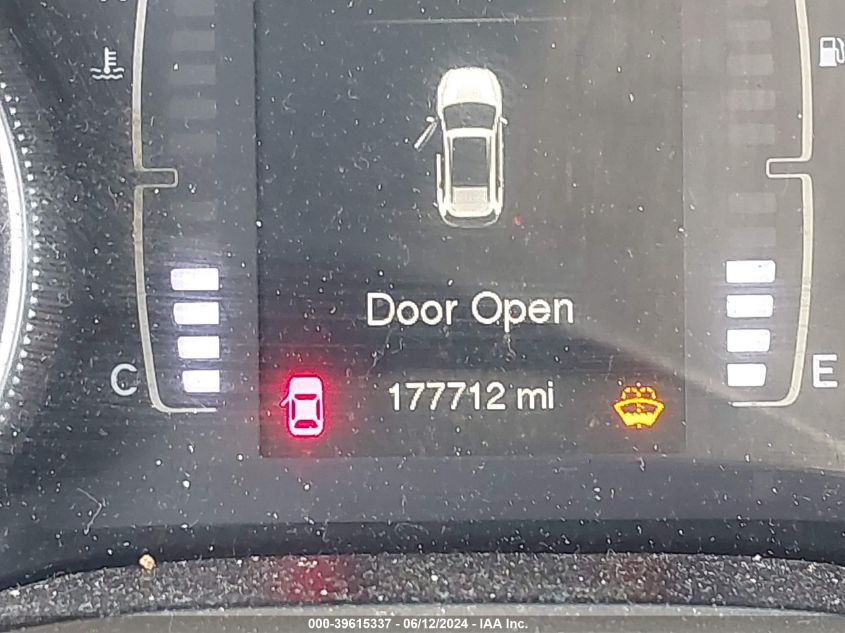 Door Open
C
177712 mi
E
000-39615337 - 06/12/2024 - IAA Inc.